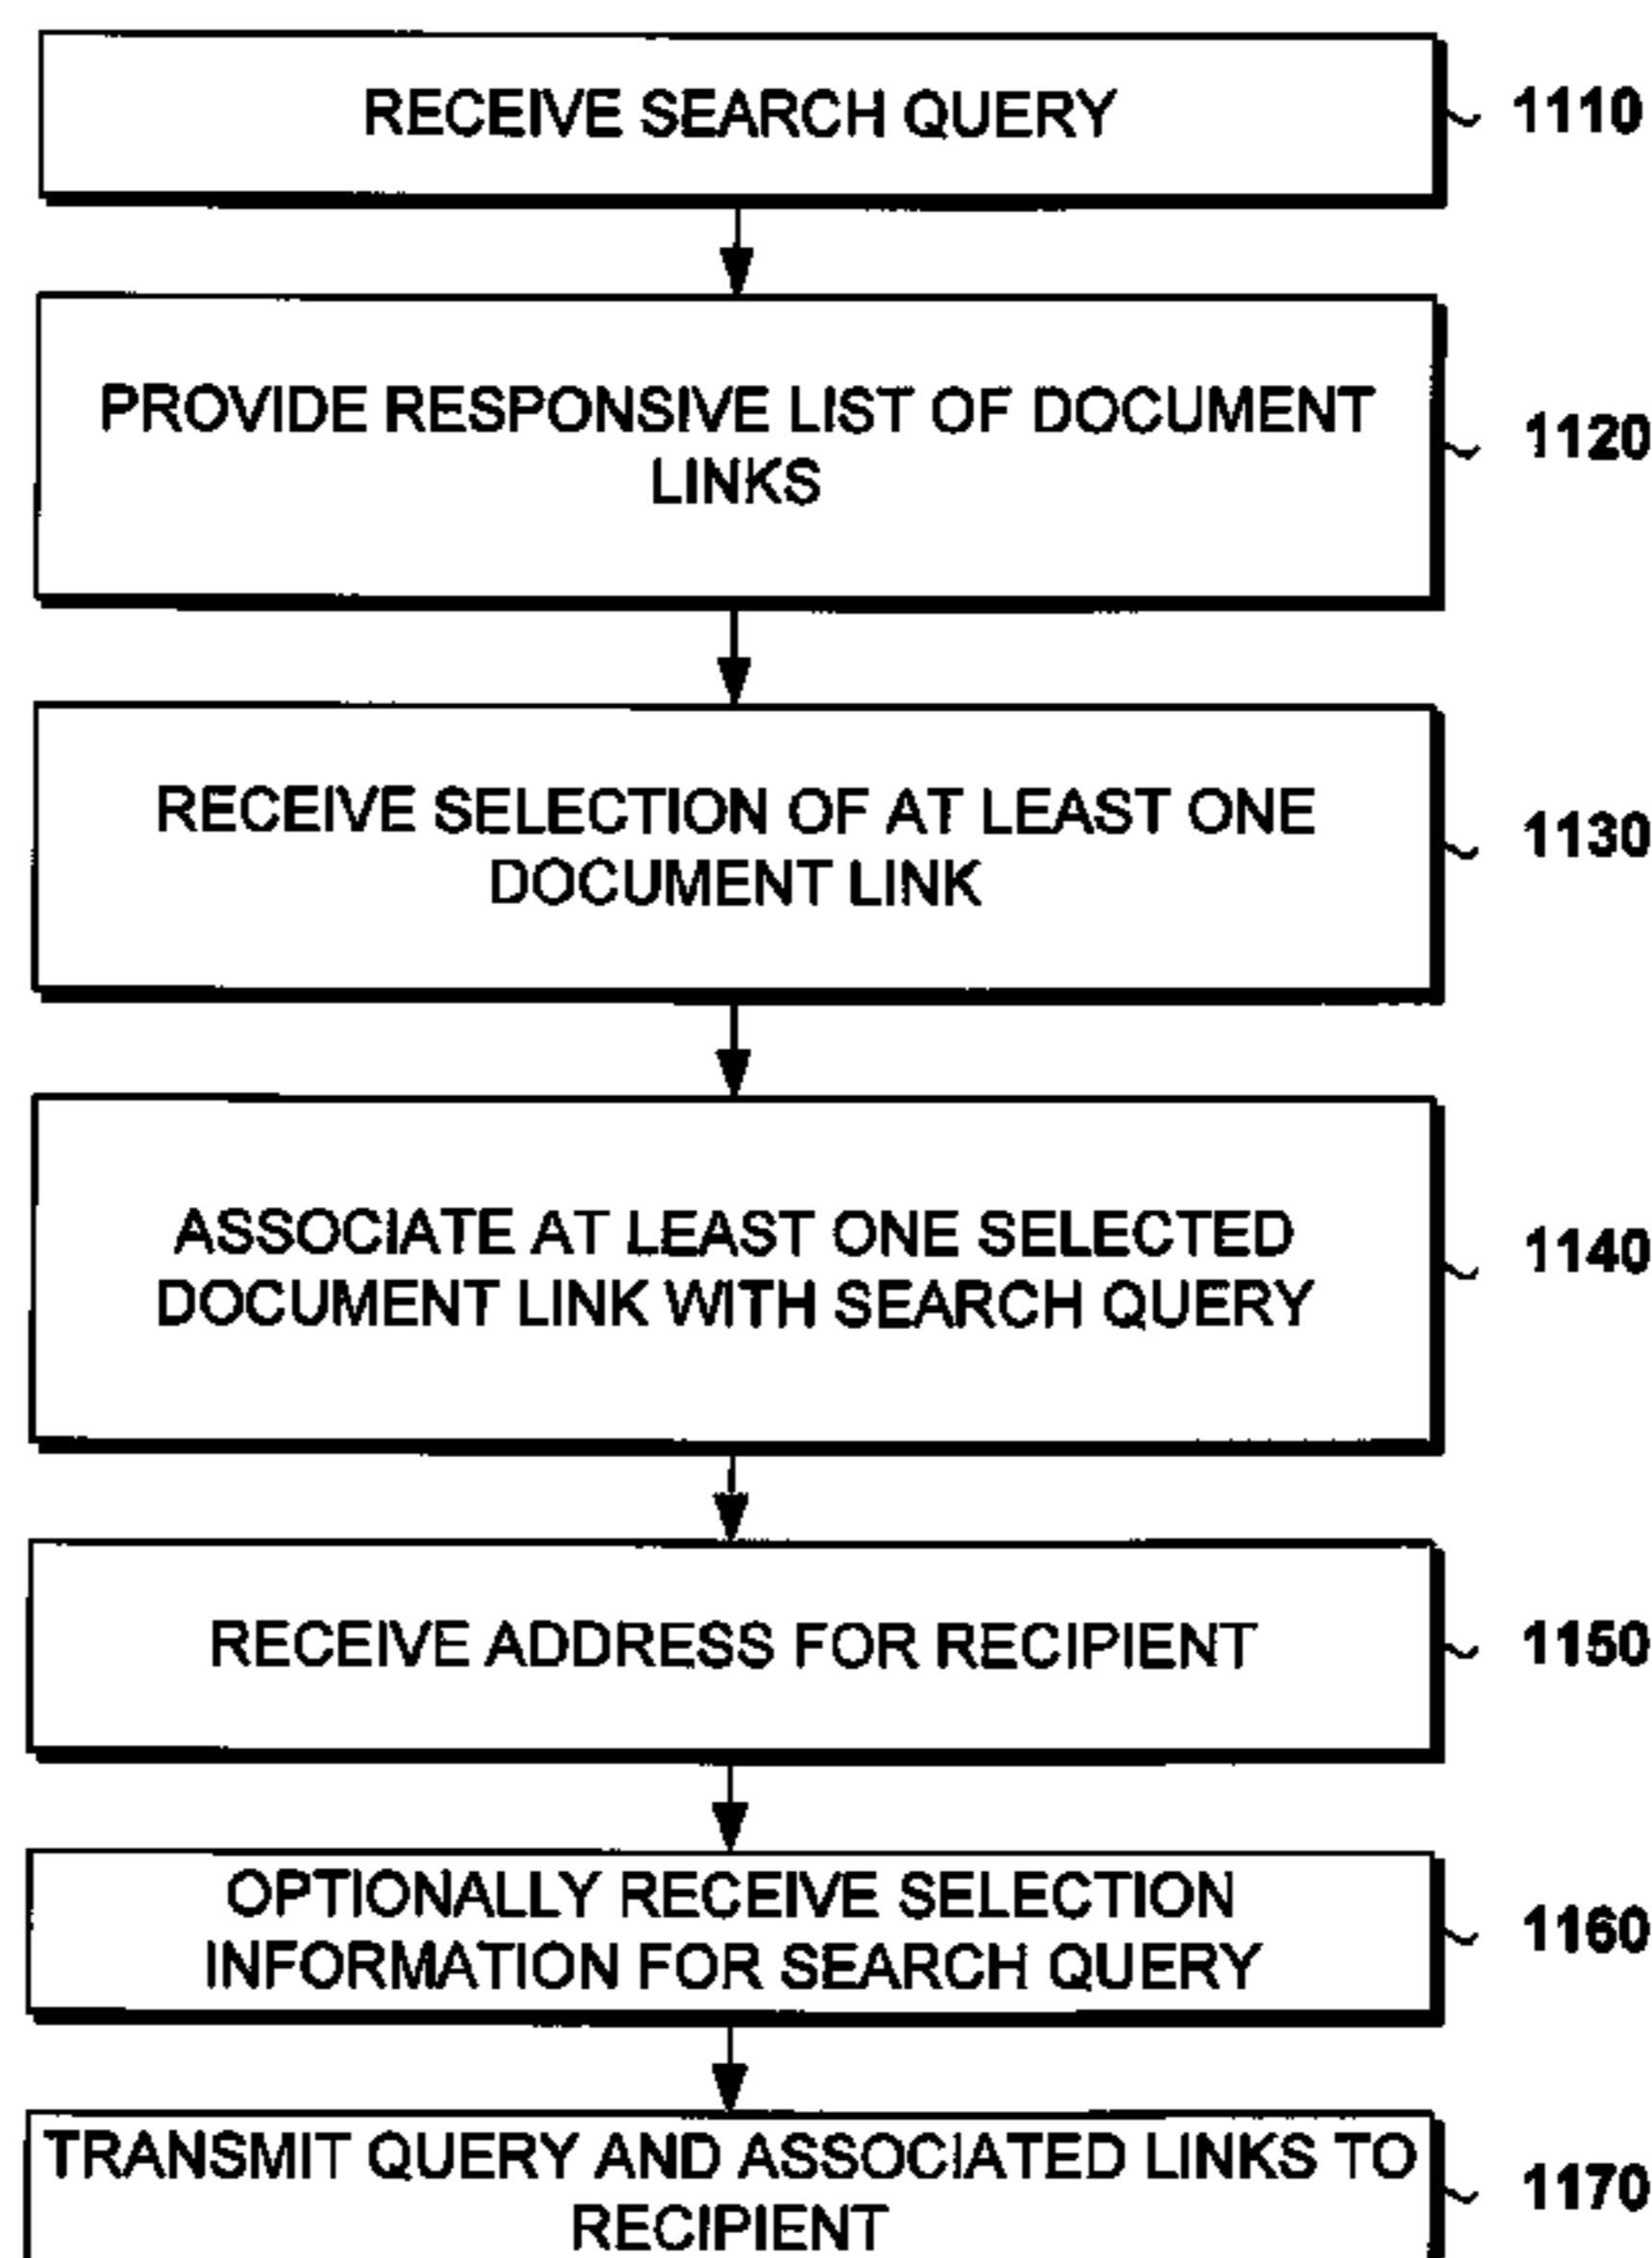 RECEIVE SEARCH QUERY
1110
PROVIDE RESPONSIVE LIST OF DOCUMENT
LINKS
1120
RECEIVE SELECTION OF AT LEAST ONE
DOCUMENT LINK
1130
ASSOCIATE AT LEAST ONE SELECTED
DOCUMENT LINK WITH SEARCH QUERY
1140
RECEIVE ADDRESS FOR RECIPIENT
1150
OPTIONALLY RECEIVE SELECTION
INFORMATION FOR SEARCH QUERY
1160
TRANSMIT QUERY AND ASSOCIATED LINKS TO
RECIPIENT
1170